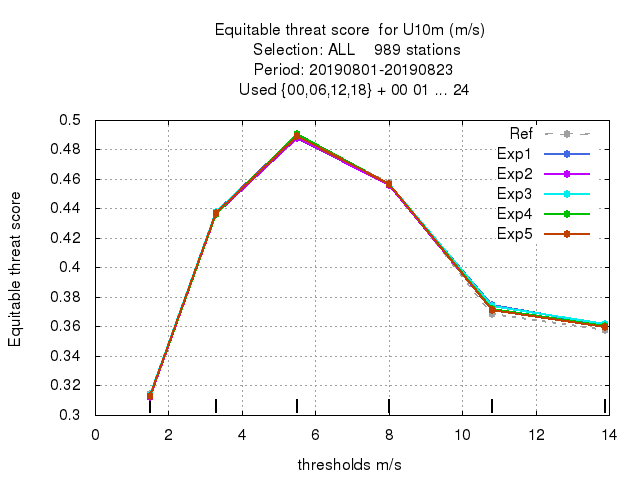 Equitable threat score  for U10m (m/s)
Selection: ALL    989 stations
Period: 20190801-20190823
Used {00,06,12,18} + 00 01 ... 24
Equitable threat score
0.5
0.48
0.46
0.44
0.42
0.4
0.38
0.36
0.34
0.32
0.3
Ref
Exp1
Exp2
Exp3
Exp4
Exp5
0 2 4 6 8 10 12 14
thresholds m/s